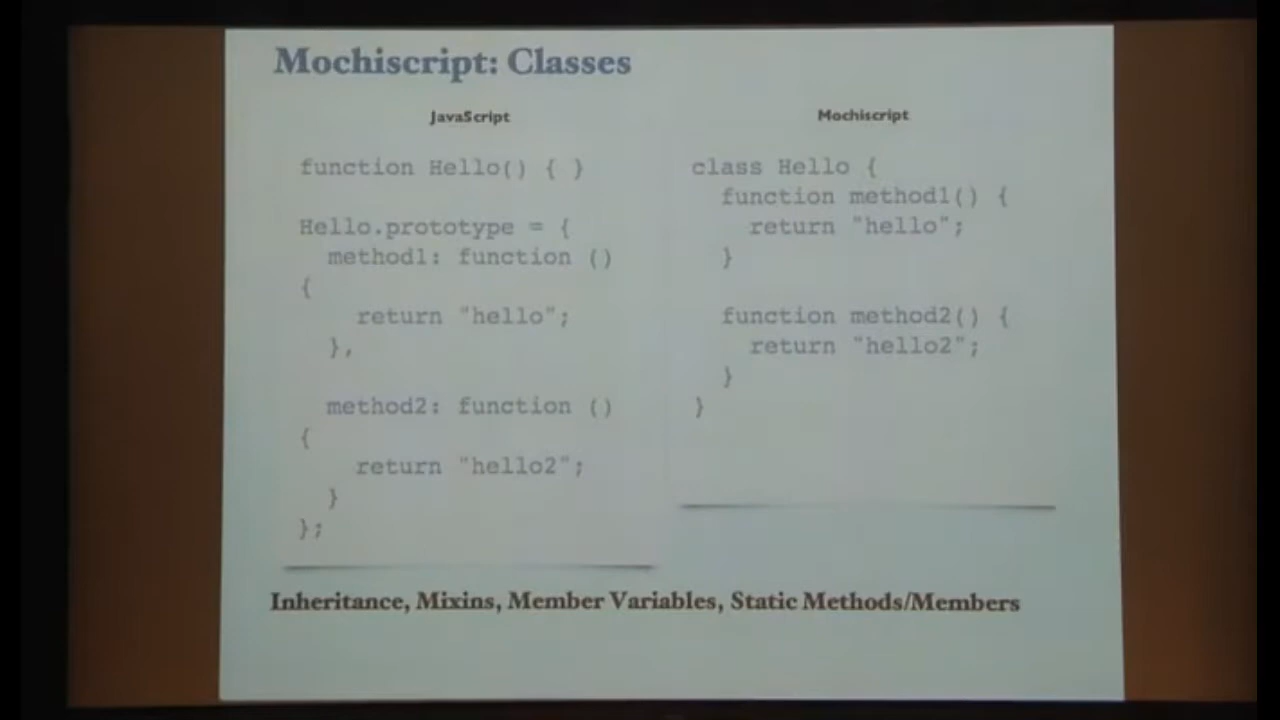 Mochiscript: Classes
JavaScript
function Hello() { }
Hello.prototype = {
method1: function ()
{
return "hello";
},
method2: function ()
{
return "hello2";
}
};
Mochiscript
class Hello {
function method1() {
return "hello";
}
function method2() {
return "hello2";
}
}
Inheritance, Mixins, Member Variables, Static Methods/Members